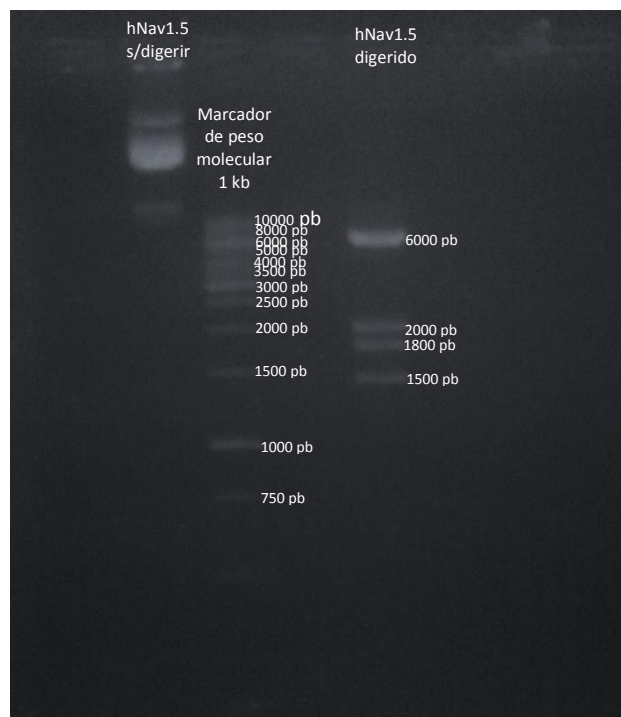 hNav1.5
s/digerir
hNav1.5
digerido
Marcador
de peso
molecular
1 kb
10000 pb
8000 pb
6000 pb
5000 pb
4000 pb
3500 pb
3000 pb
2500 pb
2000 pb
1500 pb
1000 pb
750 pb
6000 pb
2000 pb
1800 pb
1500 pb